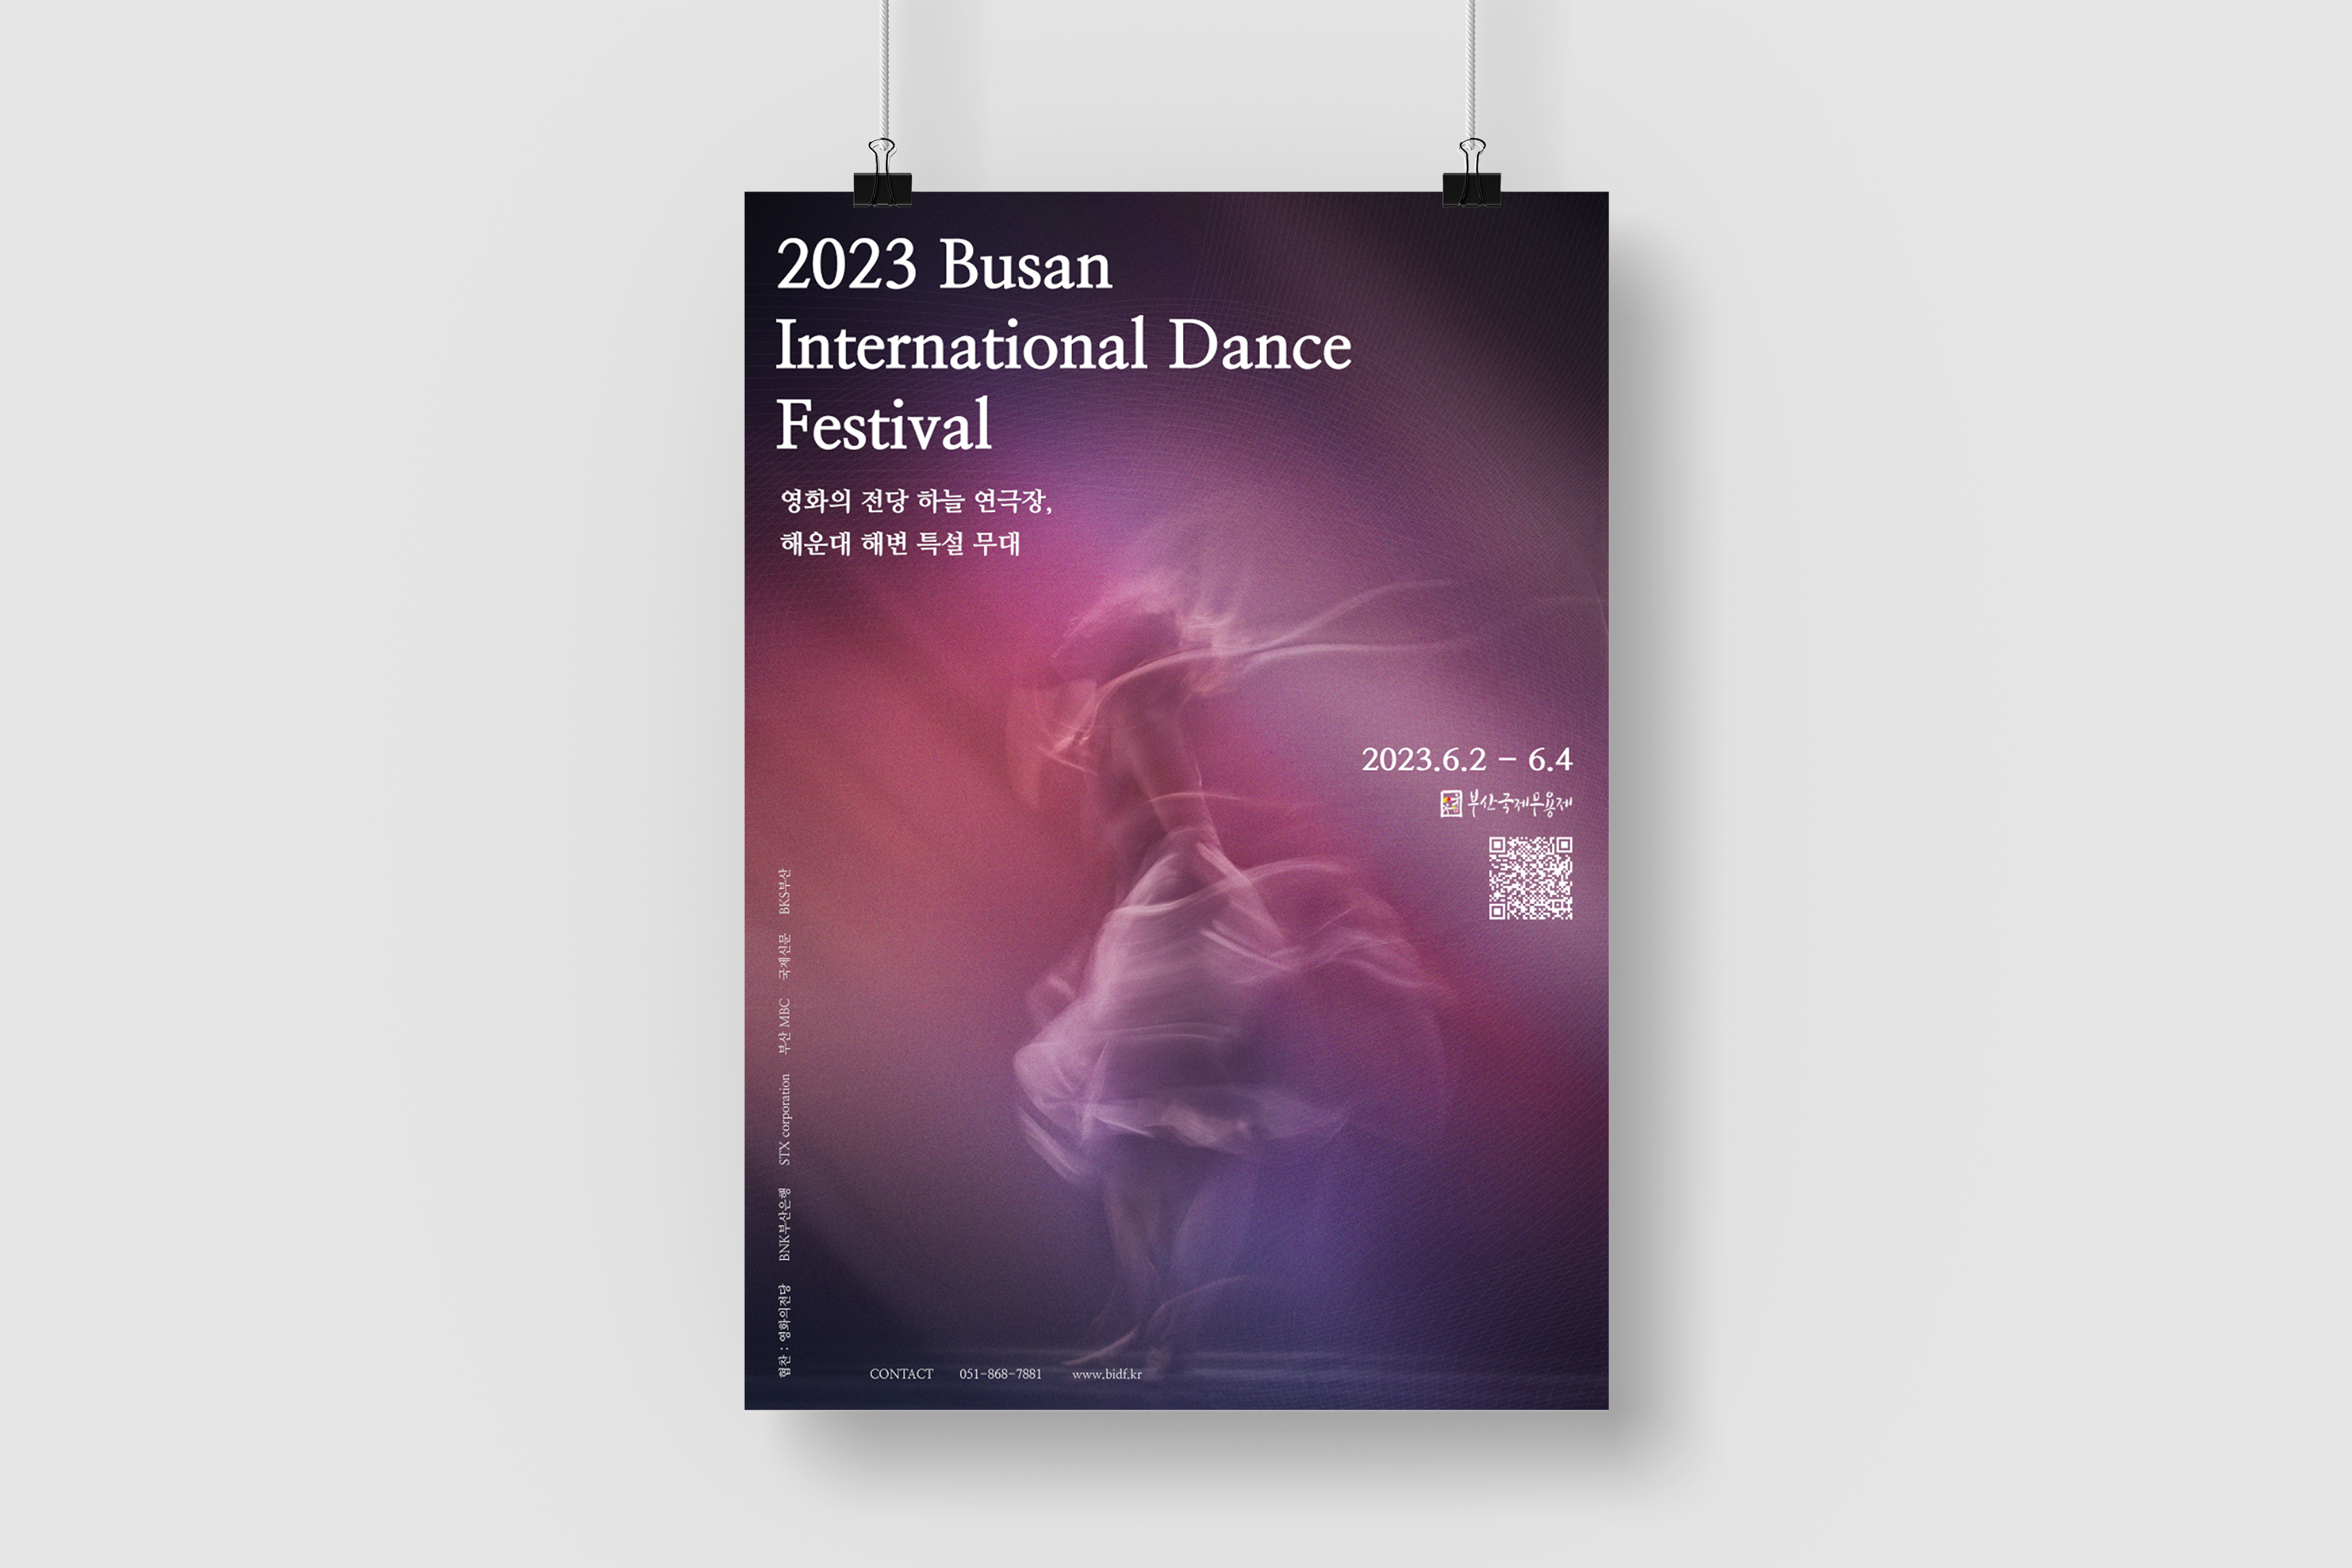 2023 Busan
International Dance
Festival
영화의 전당 하늘 연극장,
해운대 해변 특설 무대
2023.6.2 - 6.4
부산국제무용제
협찬 : 영화의전당 BNK부산은행 STX corporation 부산 MBC 국제신문 BKS부산
CONTACT 051-868-7881 www.bidf.kr